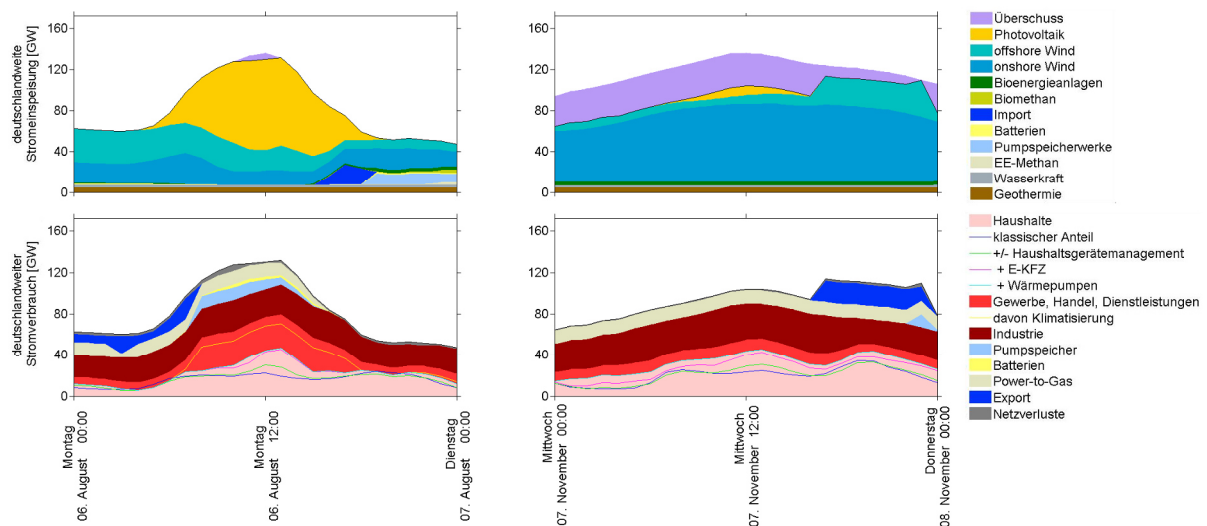 deutschlandweite
Stromeinspeisung [GW]
160
120
80
40
0
160
120
80
40
0
Überschuss
Photovoltaik
offshore Wind
onshore Wind
Bioenergieanlagen
Biomethan
Import
Batterien
Pumpspeicherwerke
EE-Methan
Wasserkraft
Geothermie
deutschlandweiter
Stromverbrauch [GW]
160
120
80
40
0
160
120
80
40
0
Haushalte
klassischer Anteil
+/- Haushaltsgerätemanagement
+ E-KFZ
+ Wärmepumpen
Gewerbe, Handel, Dienstleistungen
davon Klimatisierung
Industrie
Pumpspeicher
Batterien
Power-to-Gas
Export
Netzverluste
Montag 00:00
06. August
Montag 12:00
06. August
Dienstag 00:00
07. August
Mittwoch 00:00
07. November
Mittwoch 12:00
07. November
Donnerstag 00:00
08. November